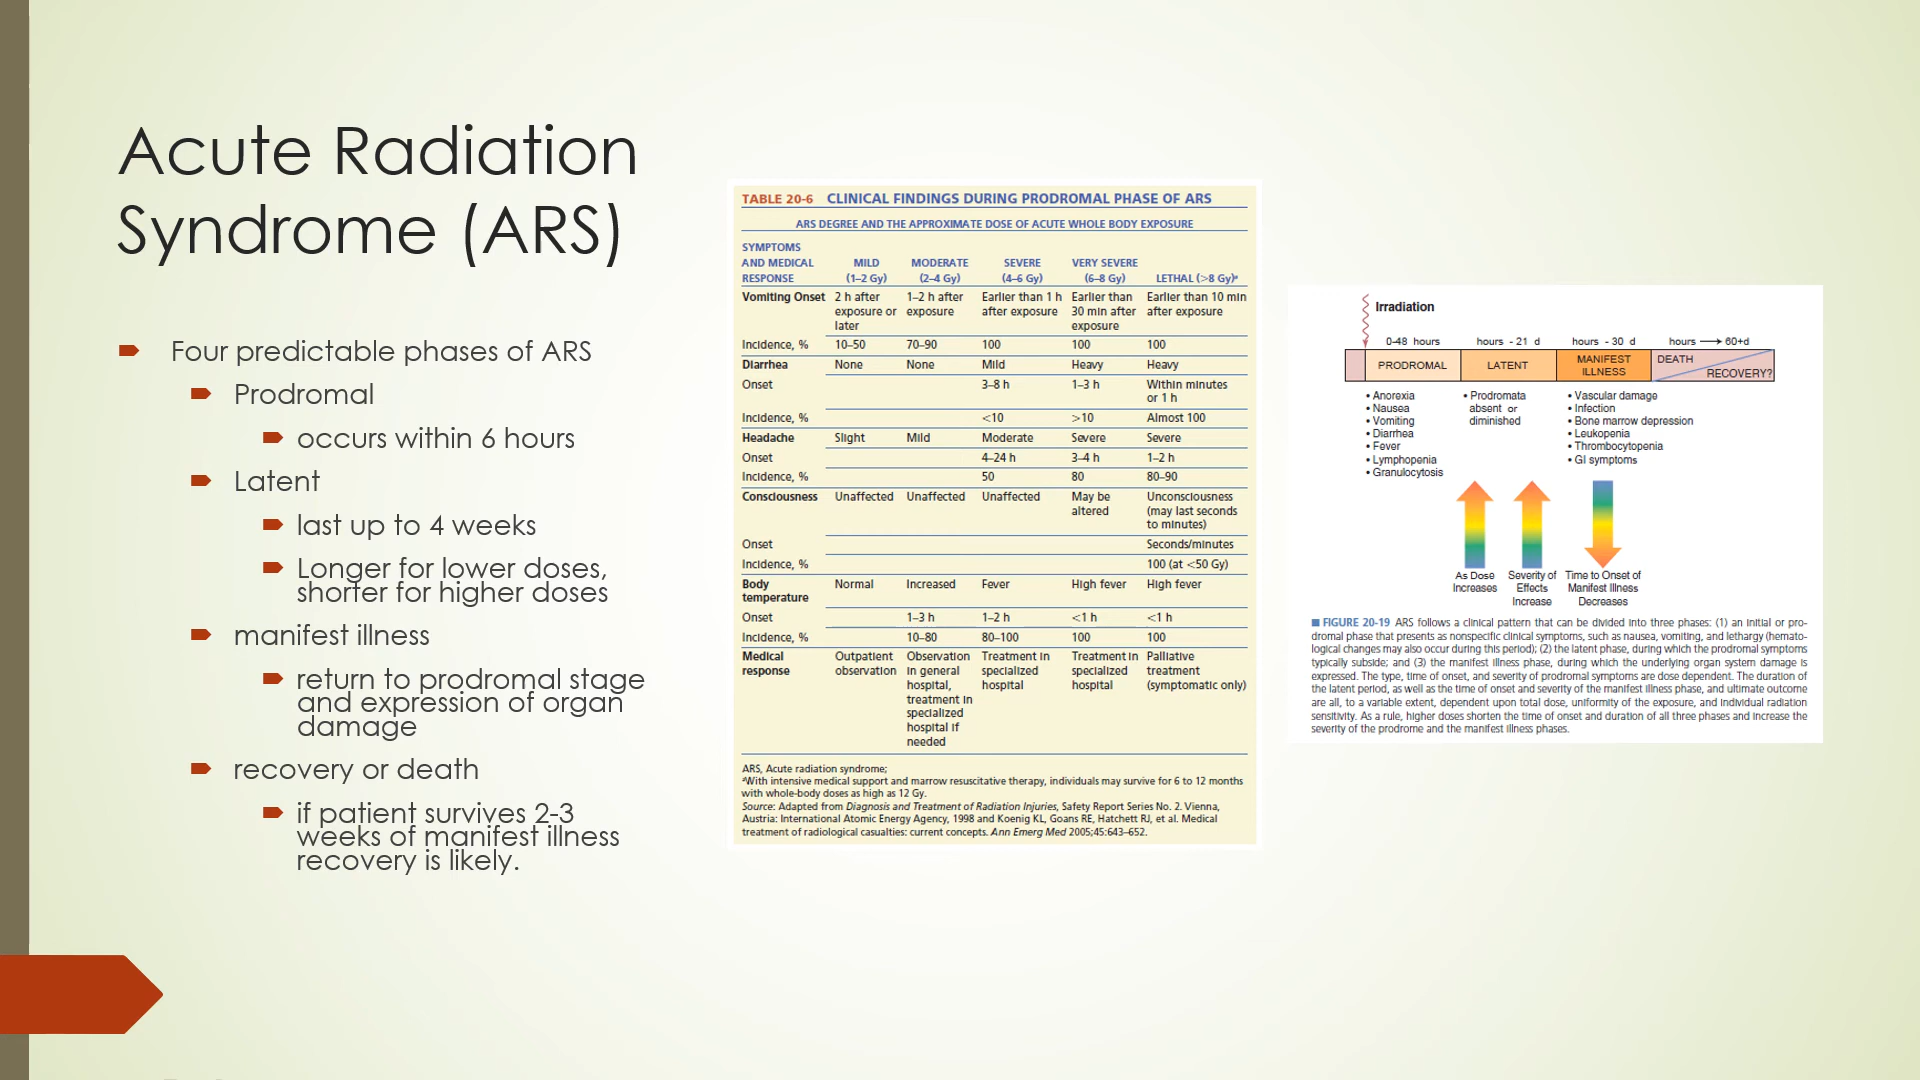 Acute Radiation
Syndrome (ARS)
Four predictable phases of ARS
Prodromal
occurs within 6 hours
Latent
last up to 4 weeks
Longer for lower doses,
shorter for higher doses
manifest illness
return to prodromal stage
and expression of organ
damage
recovery or death
if patient survives 2-3
weeks of manifest illness
recovery is likely.
TABLE 20-6 CLINICAL FINDINGS DURING PRODROMAL PHASE OF ARS
ARS DEGREE AND THE APPROXIMATE DOSE OF ACUTE WHOLE BODY EXPOSURE
SYMPTOMS
AND MEDICAL MILD MODERATE SEVERE VERY SEVERE
RESPONSE (1–2 Gy) (2–4 Gy) (4–6 Gy) (6–8 Gy) LETHAL (>8 Gy)ᵃ
Vomiting Onset 2 h after 1–2 h after Earlier than 1 h Earlier than Earlier than 10 min
exposure or exposure after exposure 30 min after after exposure
later exposure
Incidence, % 10–50 70–90 100 100 100
Diarrhea None None Mild Heavy Heavy
Onset 3–8 h 1–3 h Within minutes
or 1 h
Incidence, % <10 >10 Almost 100
Headache Slight Mild Moderate Severe Severe
Onset 4–24 h 3–4 h 1–2 h
Incidence, % 50 80 80–90
Consciousness Unaffected Unaffected Unaffected May be Unconsciousness
altered (may last seconds
to minutes)
Onset Seconds/minutes
Incidence, % 100 (at <50 Gy)
Body Normal Increased Fever High fever High fever
temperature
Onset 1–3 h 1–2 h <1 h <1 h
Incidence, % 10–80 80–100 100 100
Medical Outpatient Observation Treatment in Treatment in Palliative
response observation in general specialized specialized treatment
hospital, hospital hospital (symptomatic only)
treatment in
specialized
hospital if
needed
ARS, Acute radiation syndrome;
ᵃWith intensive medical support and marrow resuscitative therapy, individuals may survive for 6 to 12 months
with whole-body doses as high as 12 Gy.
Source: Adapted from Diagnosis and Treatment of Radiation Injuries, Safety Report Series No. 2. Vienna,
Austria: International Atomic Energy Agency, 1998 and Koenig KL, Goans RE, Hatchett RJ, et al. Medical
treatment of radiological casualties: current concepts. Ann Emerg Med 2005;45:643–652.
Irradiation
0-48 hours hours - 21 d hours - 30 d hours → 60+d
PRODROMAL LATENT MANIFEST ILLNESS DEATH RECOVERY?
• Anorexia
• Nausea
• Vomiting
• Diarrhea
• Fever
• Lymphopenia
• Granulocytosis
• Prodromata
absent or
diminished
• Vascular damage
• Infection
• Bone marrow depression
• Leukopenia
• Thrombocytopenia
• GI symptoms
As Dose Severity of Time to Onset of
Increases Effects Manifest Illness
Increase Decreases
■ FIGURE 20-19 ARS follows a clinical pattern that can be divided into three phases: (1) an initial or pro-
dromal phase that presents as nonspecific clinical symptoms, such as nausea, vomiting, and lethargy (hemato-
logical changes may also occur during this period); (2) the latent phase, during which the prodromal symptoms
typically subside; and (3) the manifest illness phase, during which the underlying organ system damage is
expressed. The type, time of onset, and severity of prodromal symptoms are dose dependent. The duration of
the latent period, as well as the time of onset and severity of the manifest illness phase, and ultimate outcome
are all, to a variable extent, dependent upon total dose, uniformity of the exposure, and individual radiation
sensitivity. As a rule, higher doses shorten the time of onset and duration of all three phases and increase the
severity of the prodrome and the manifest illness phases.